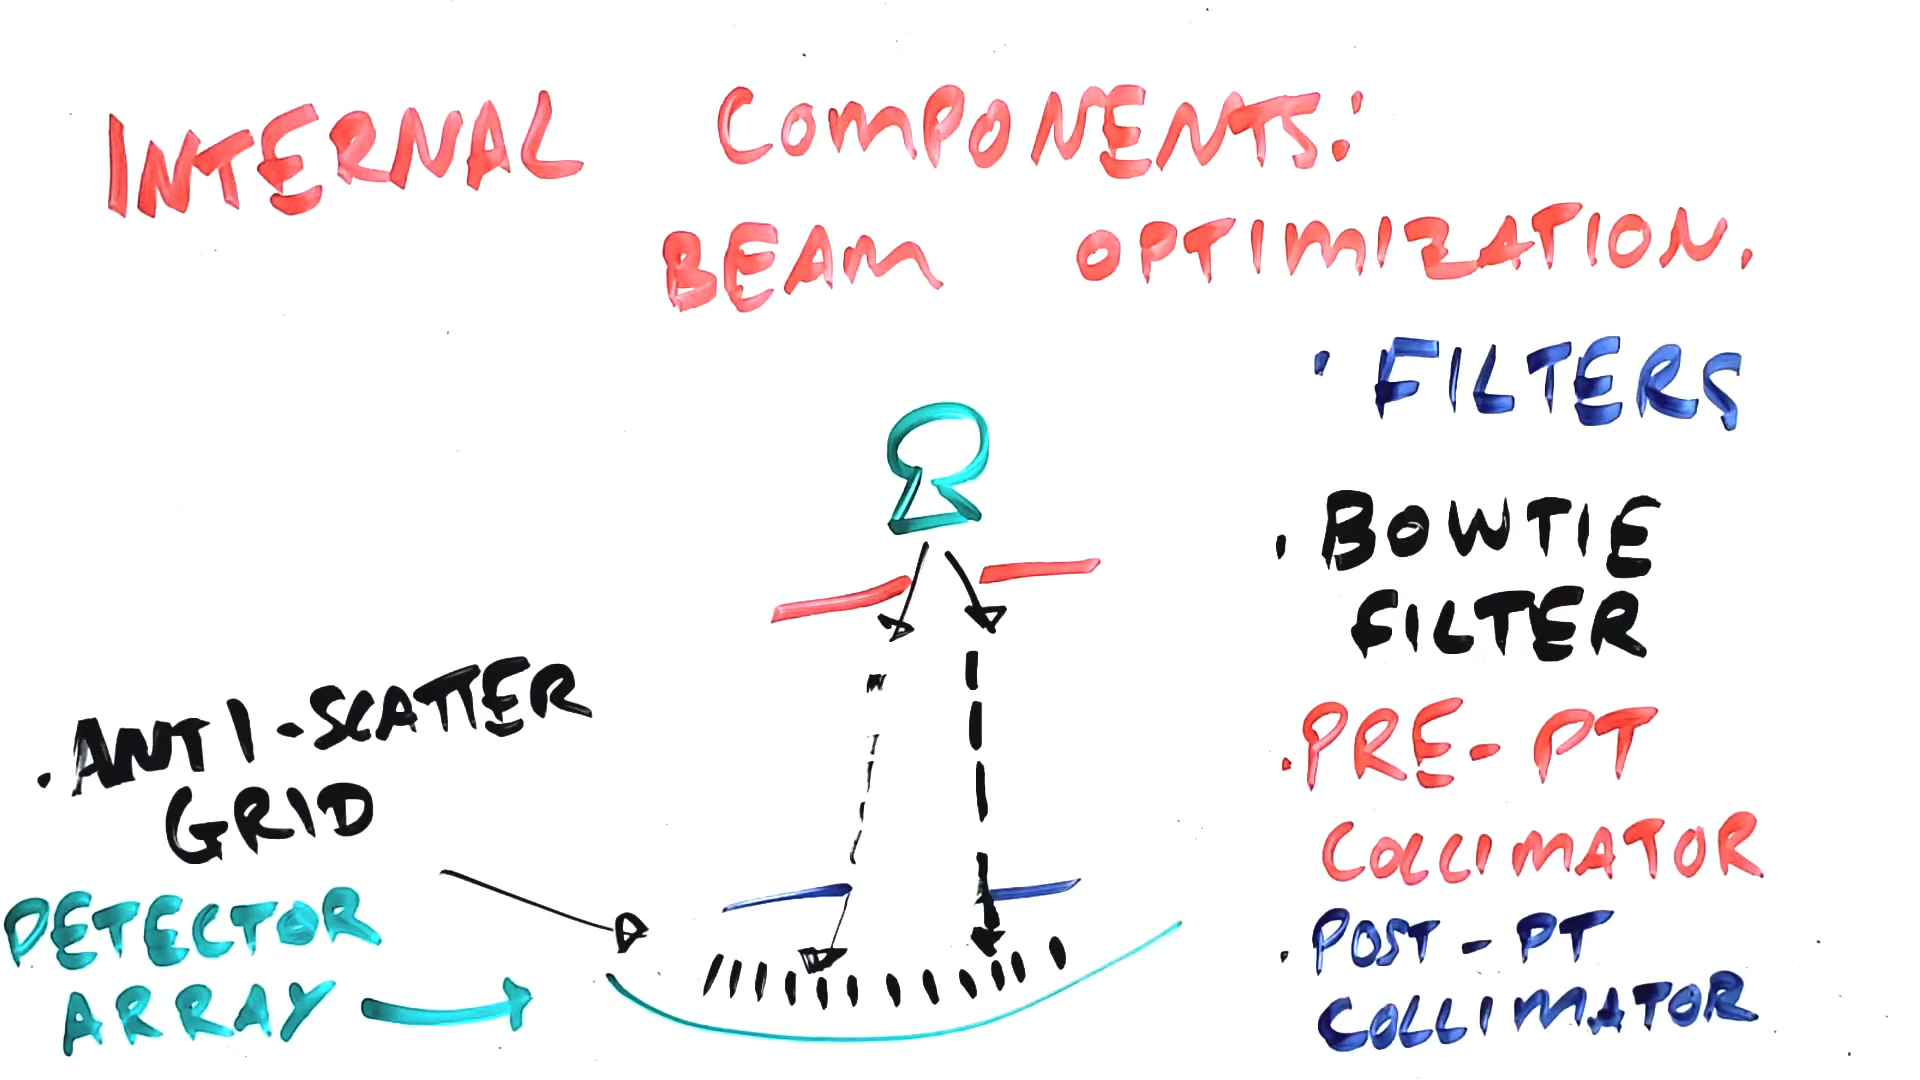 INTERNAL COMPONENTS:
BEAM OPTIMIZATION.
· FILTERS
· BOWTIE
FILTER
· PRE-PT
COLLIMATOR
· POST-PT
COLLIMATOR
· ANTI-SCATTER
GRID
DETECTOR
ARRAY